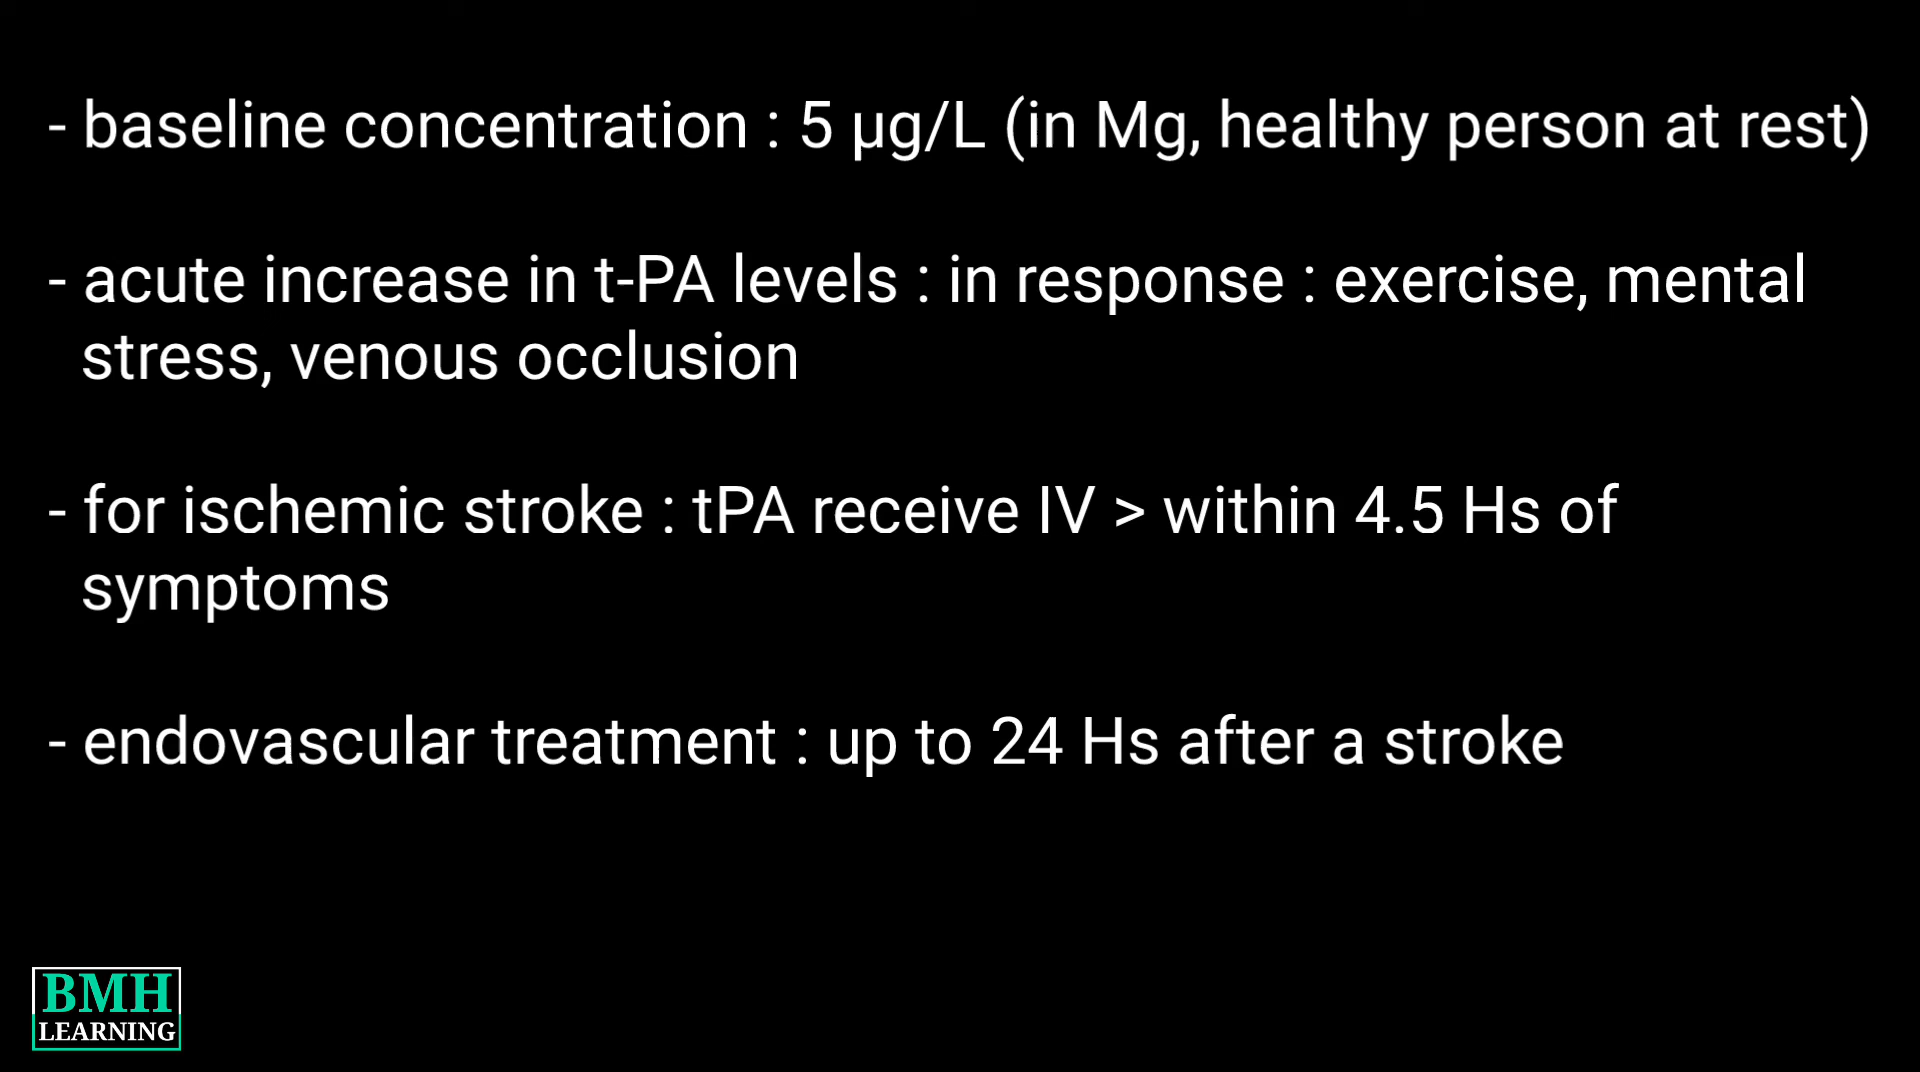 - baseline concentration : 5 µg/L (in Mg, healthy person at rest)
- acute increase in t-PA levels : in response : exercise, mental
stress, venous occlusion
- for ischemic stroke : tPA receive IV > within 4.5 Hs of
symptoms
- endovascular treatment : up to 24 Hs after a stroke
BMH
LEARNING